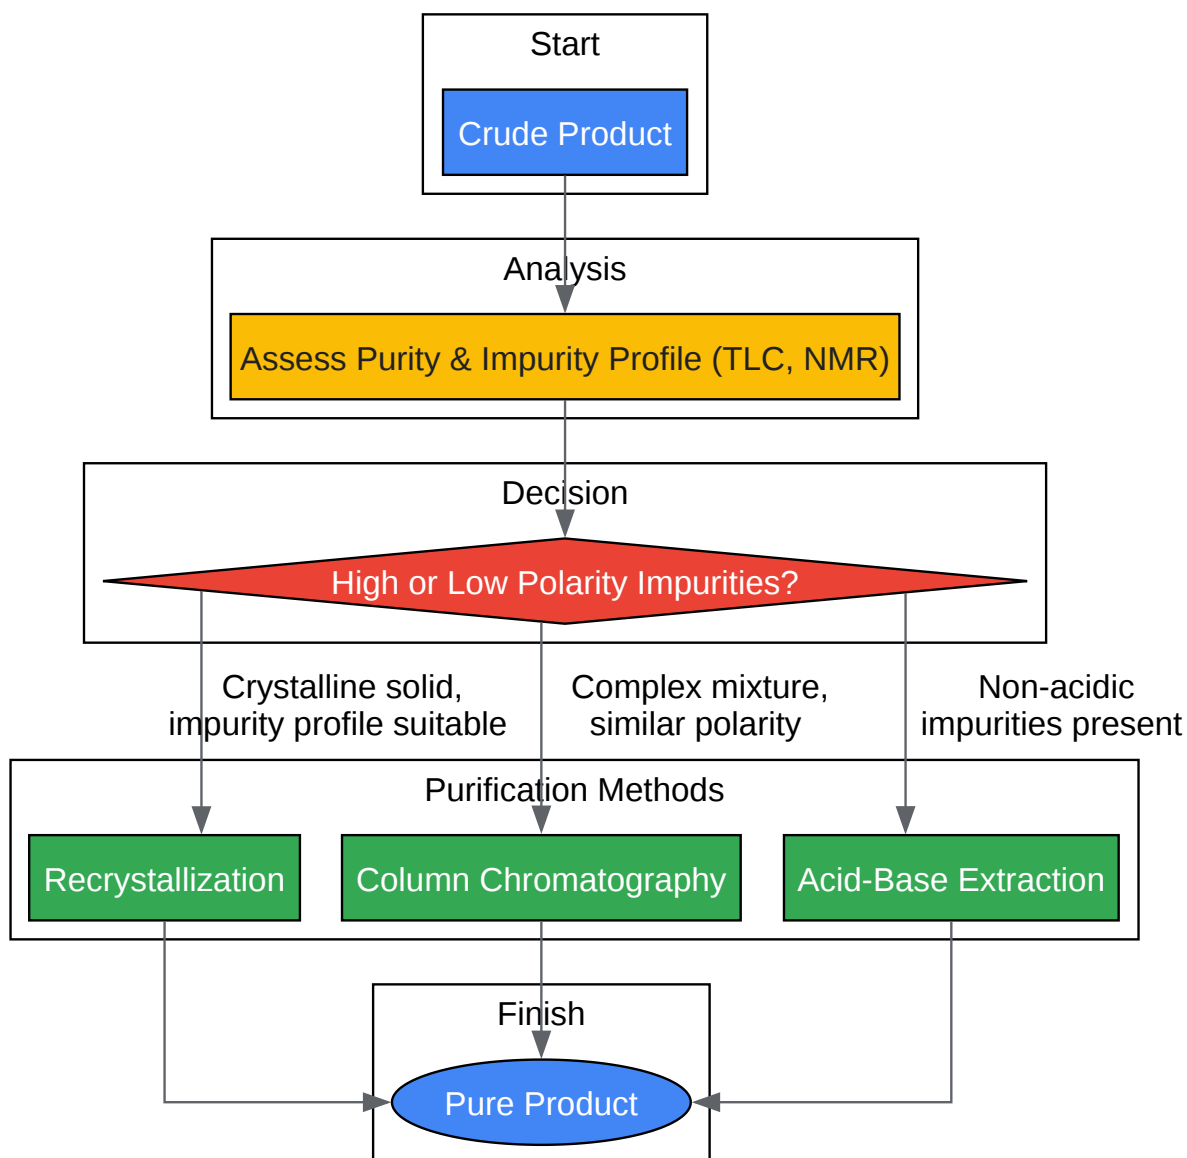 Start
Crude Product
Analysis
Assess Purity & Impurity Profile (TLC, NMR)
Decision
High or Low Polarity Impurities?
Crystalline solid,
impurity profile suitable
Complex mixture,
similar polarity
Non-acidic
impurities present
Purification Methods
Recrystallization
Column Chromatography
Acid-Base Extraction
Finish
Pure Product